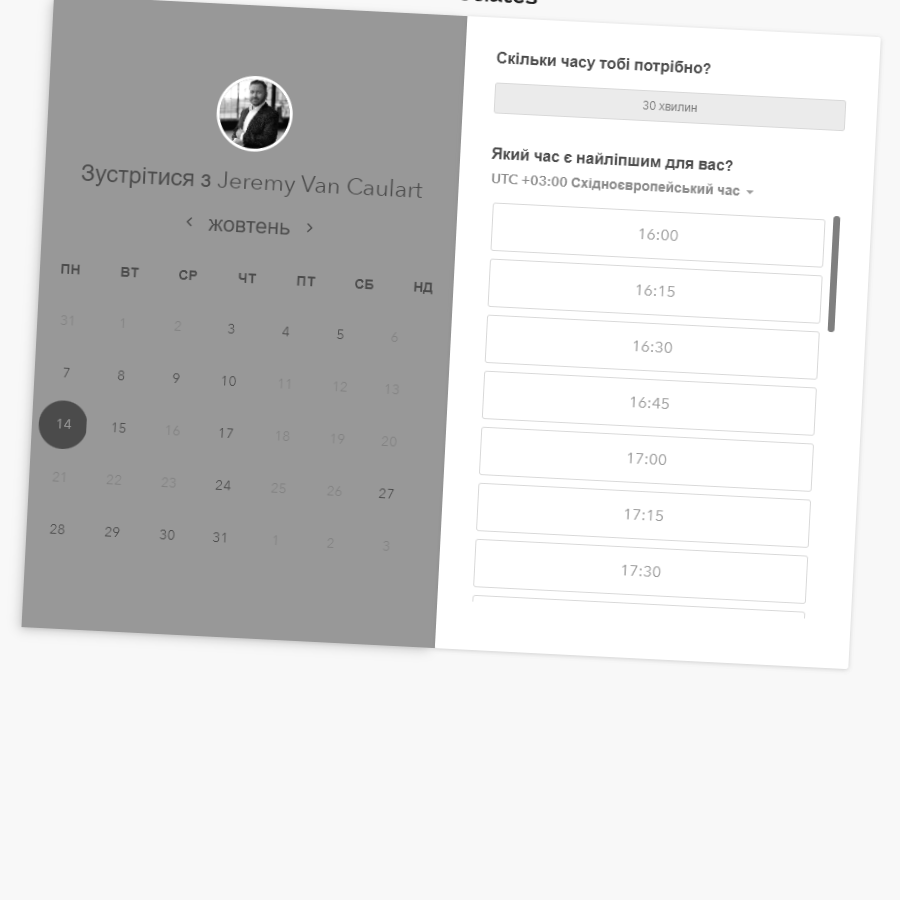 Зустрітися з Jeremy Van Caulart
жовтень
ПН ВТ СР ЧТ ПТ СБ НД
31 1 2 3 4 5 6
7 8 9 10 11 12 13
14 15 16 17 18 19 20
21 22 23 24 25 26 27
28 29 30 31 1 2 3
Скільки часу тобі потрібно?
30 хвилин
Який час є найліпшим для вас?
UTC +03:00 Східноєвропейський час
16:00
16:15
16:30
16:45
17:00
17:15
17:30